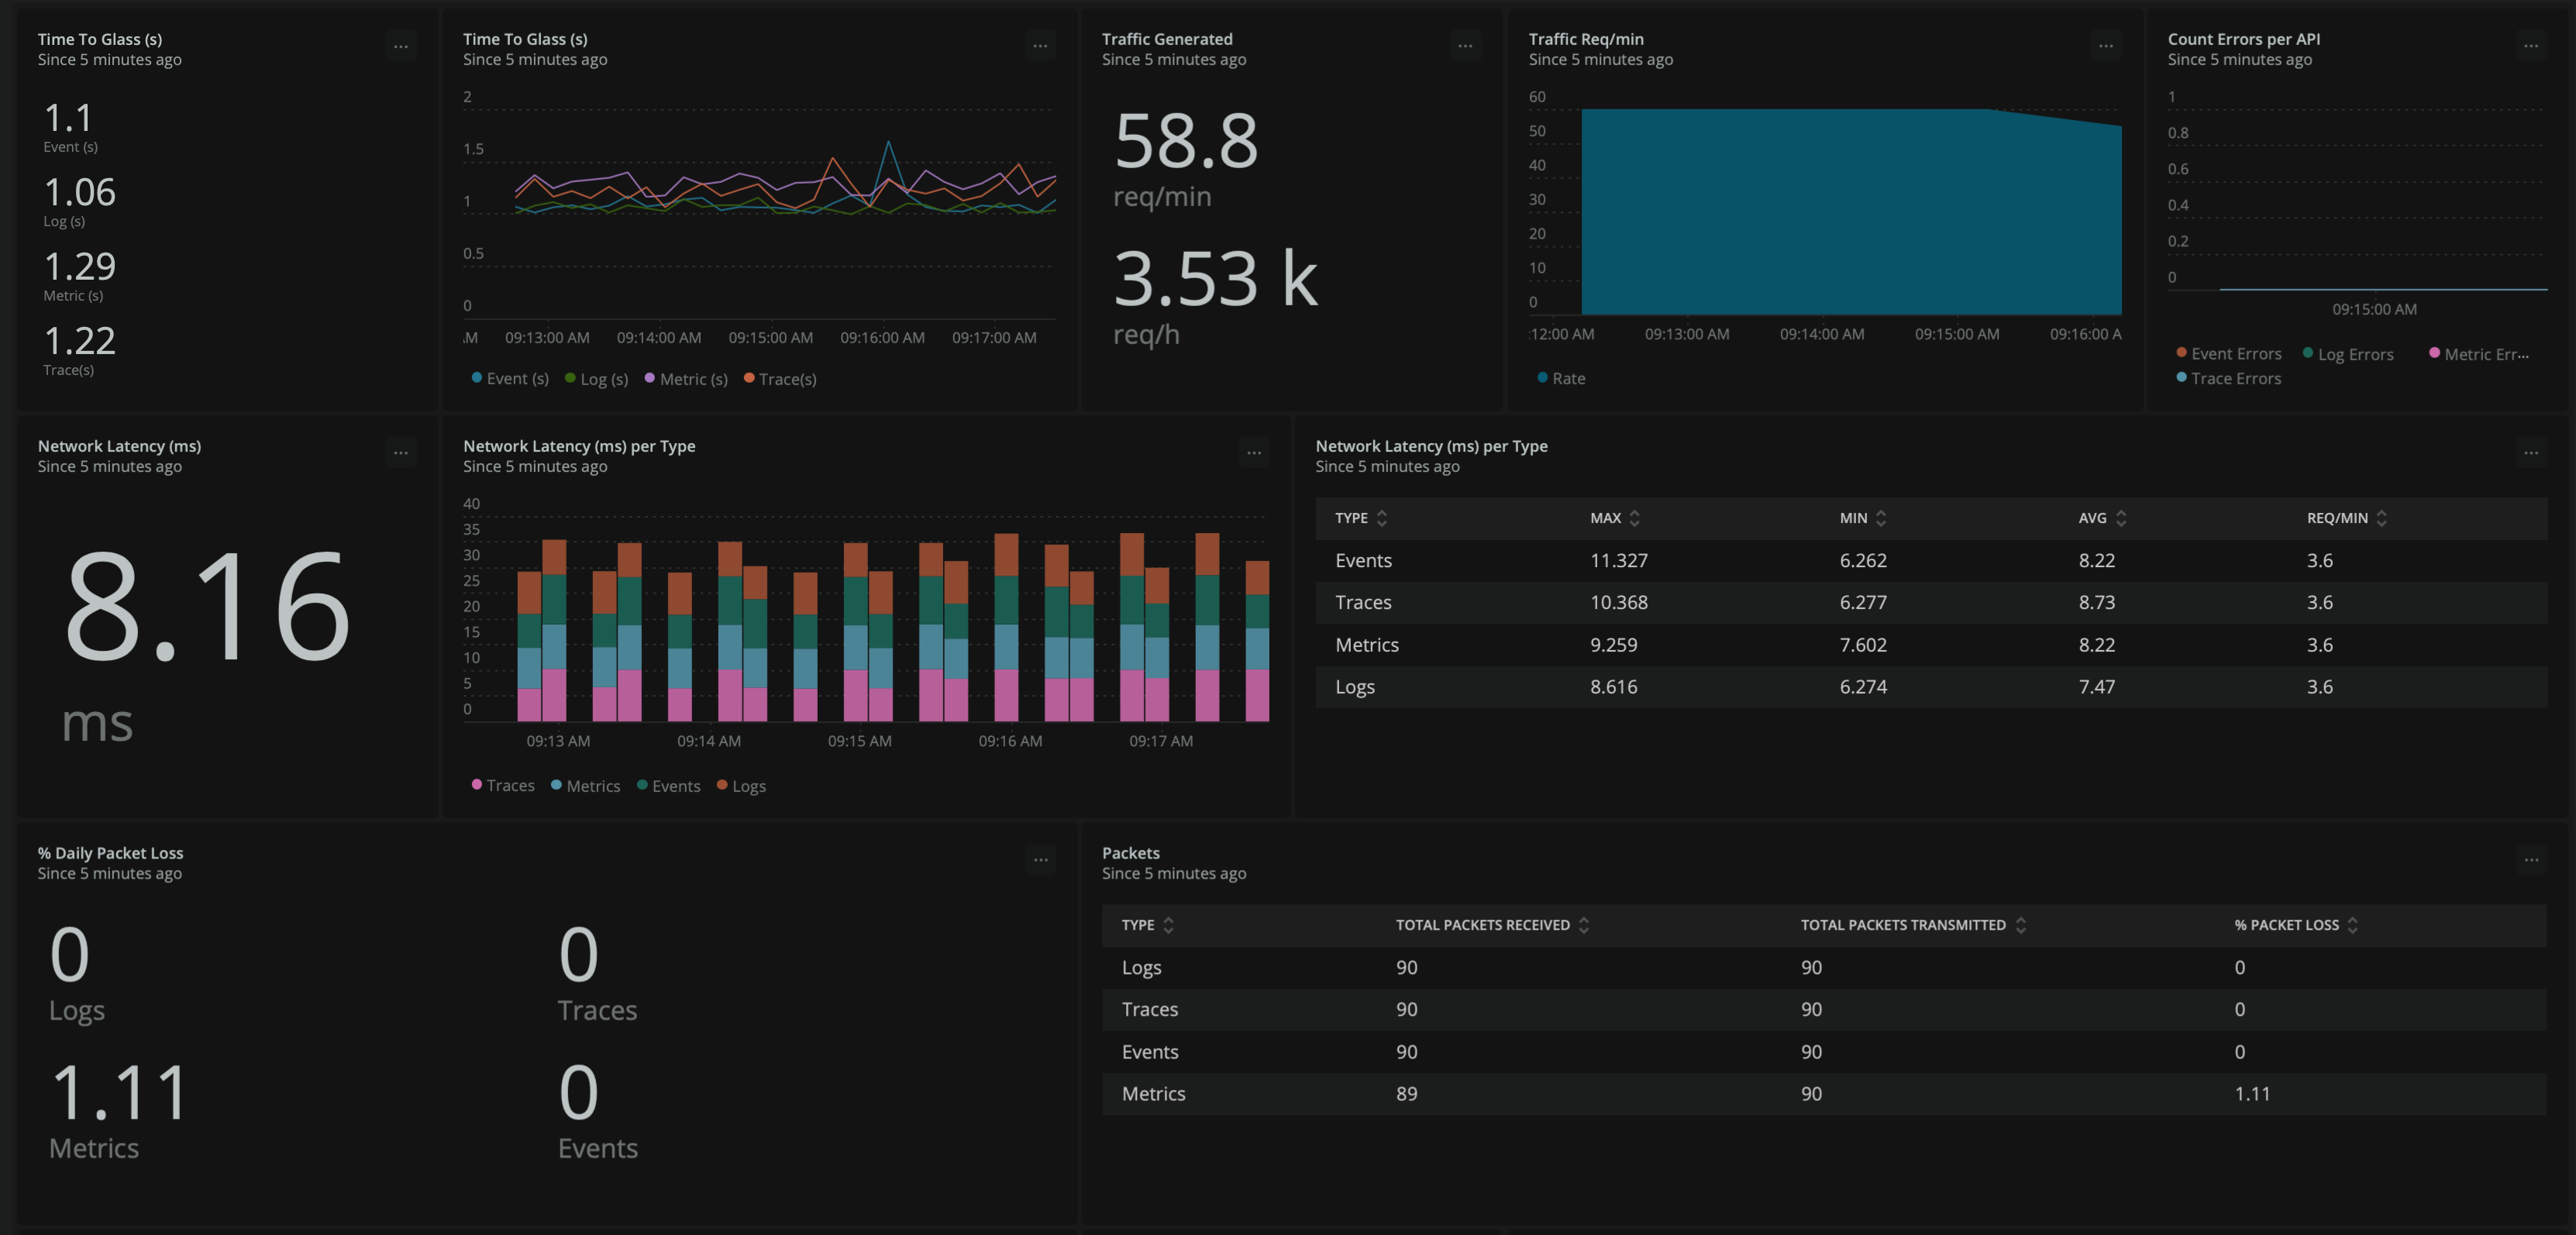 Time To Glass (s)
Since 5 minutes ago
...
1.1
Event (s)
1.06
Log (s)
1.29
Metric (s)
1.22
Trace(s)
Time To Glass (s)
Since 5 minutes ago
...
2
1.5
1
0.5
0
M 09:13:00 AM 09:14:00 AM 09:15:00 AM 09:16:00 AM 09:17:00 AM
Event (s) Log (s) Metric (s) Trace(s)
Traffic Generated
Since 5 minutes ago
...
58.8
req/min
3.53 k
req/h
Traffic Req/min
Since 5 minutes ago
...
60
50
40
30
20
10
0
:12:00 AM 09:13:00 AM 09:14:00 AM 09:15:00 AM 09:16:00 A
Rate
Count Errors per API
Since 5 minutes ago
...
1
0.8
0.6
0.4
0.2
0
09:15:00 AM
Event Errors Log Errors Metric Err...
Trace Errors
Network Latency (ms)
Since 5 minutes ago
...
8.16
ms
Network Latency (ms) per Type
Since 5 minutes ago
...
40
35
30
25
20
15
10
5
0
09:13 AM 09:14 AM 09:15 AM 09:16 AM 09:17 AM
Traces Metrics Events Logs
Network Latency (ms) per Type
Since 5 minutes ago
...
TYPE MAX MIN AVG REQ/MIN
Events 11.327 6.262 8.22 3.6
Traces 10.368 6.277 8.73 3.6
Metrics 9.259 7.602 8.22 3.6
Logs 8.616 6.274 7.47 3.6
% Daily Packet Loss
Since 5 minutes ago
...
0 0
Logs Traces
1.11 0
Metrics Events
Packets
Since 5 minutes ago
...
TYPE TOTAL PACKETS RECEIVED TOTAL PACKETS TRANSMITTED % PACKET LOSS
Logs 90 90 0
Traces 90 90 0
Events 90 90 0
Metrics 89 90 1.11